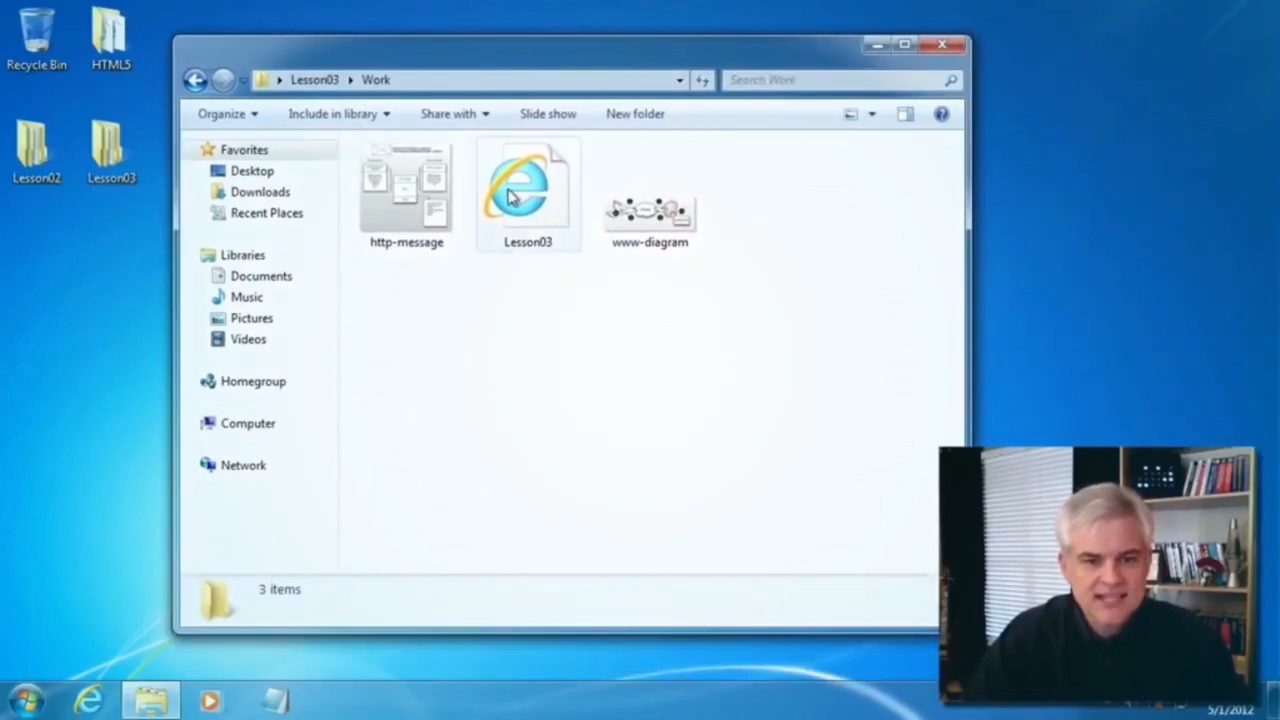 Recycle Bin
HTML5
Lesson02
Lesson03
Lesson03 Work
Search Work
Organize
Include in library
Share with
Slide show
New folder
Favorites
Desktop
Downloads
Recent Places
Libraries
Documents
Music
Pictures
Videos
Homegroup
Computer
Network
http-message
Lesson03
www-diagram
3 items
5/1/2012